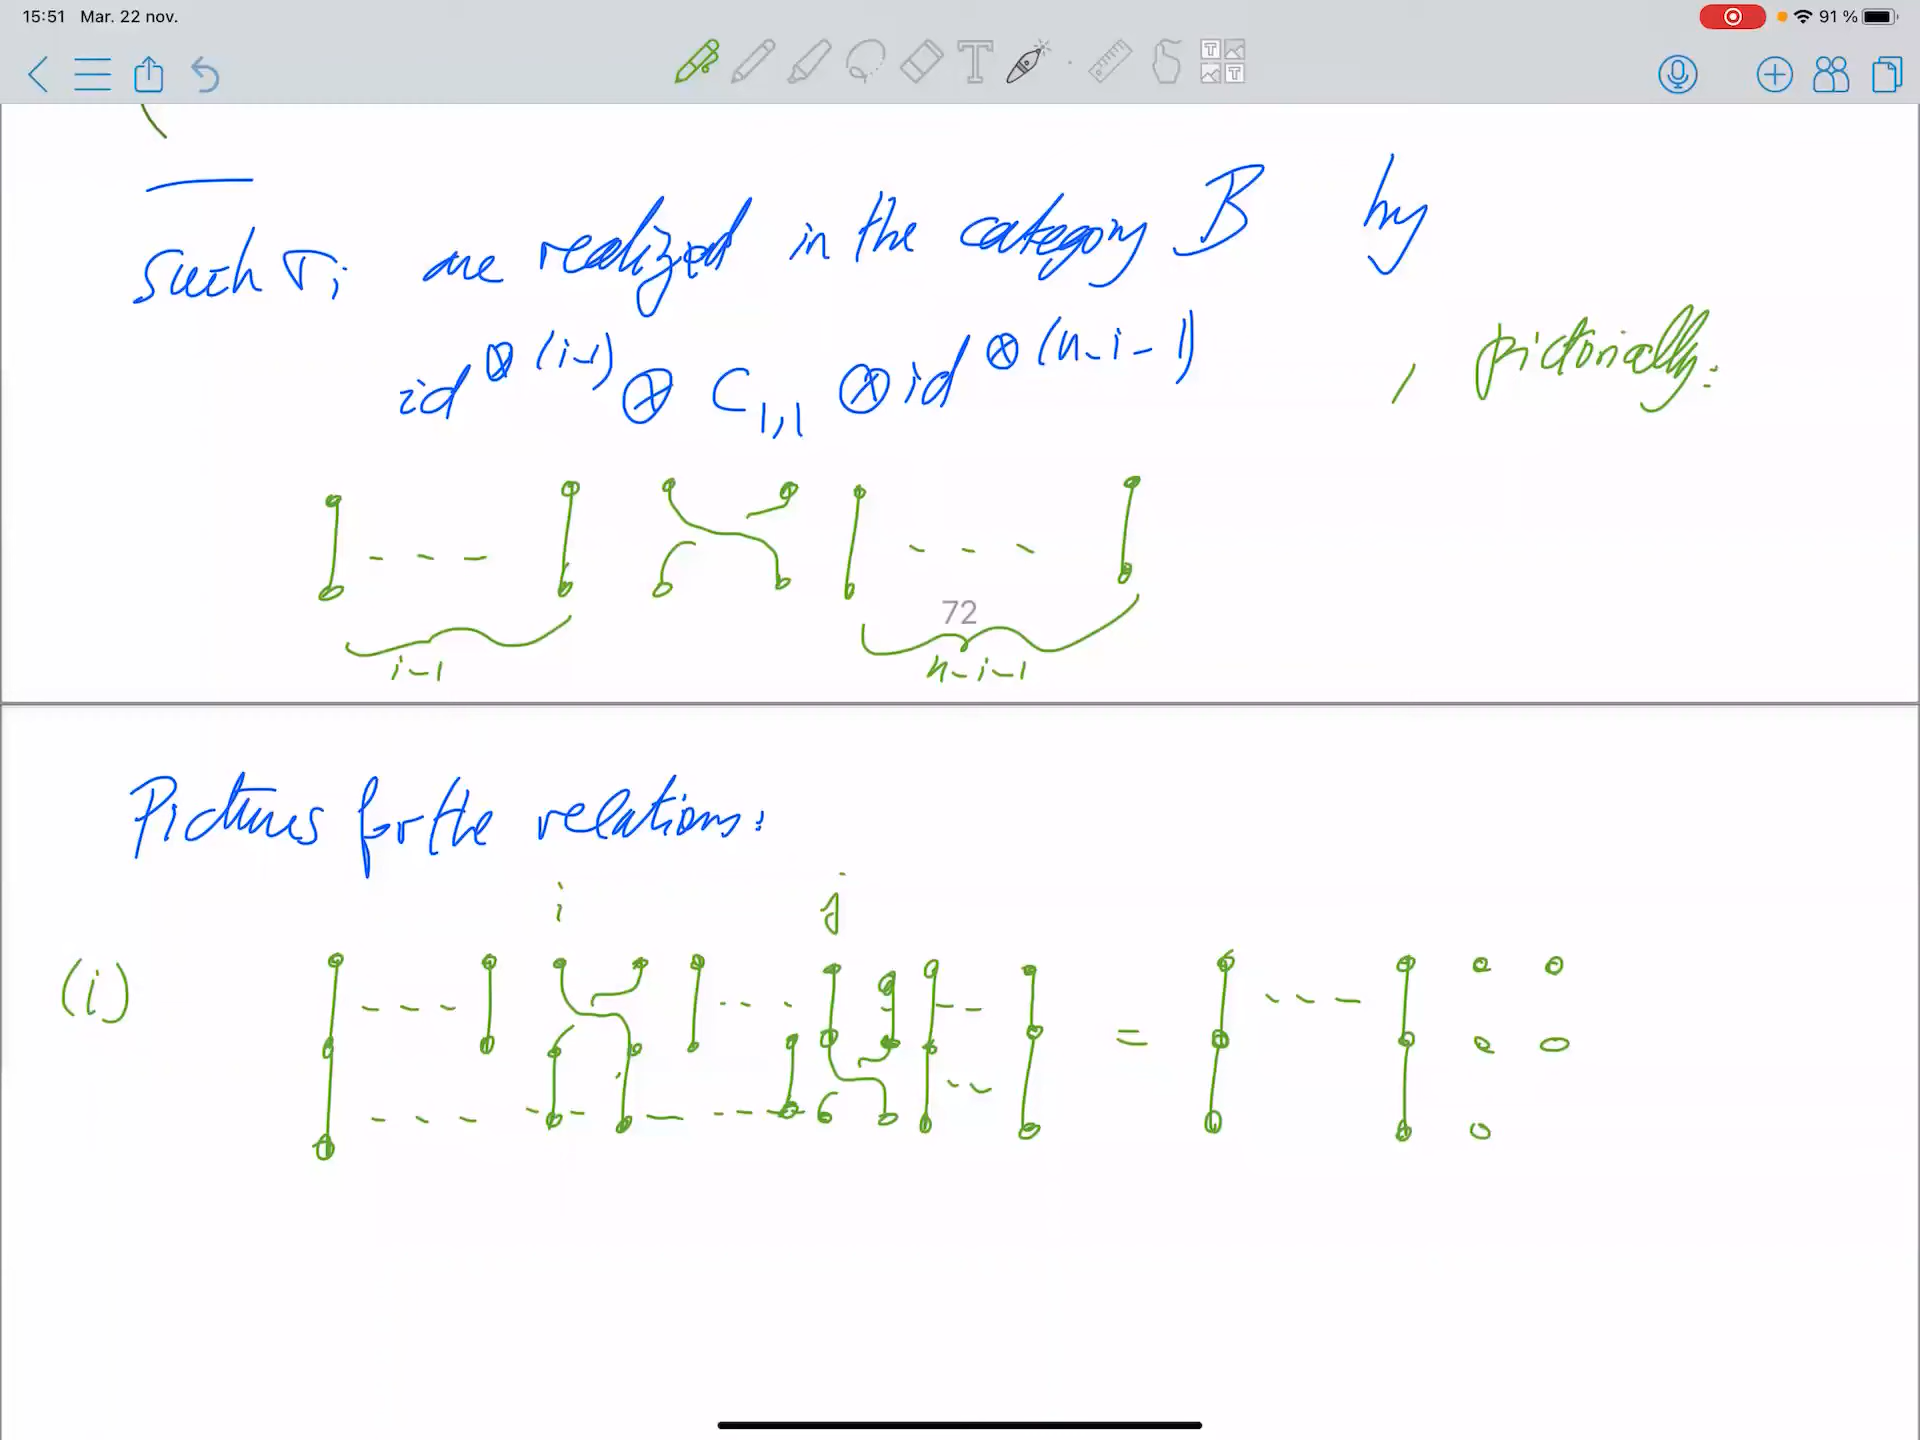 15:51 Mar. 22 nov. 91 %
such σi are realized in the category B by
id⊗(i-1) ⊗ C1,1 ⊗ id⊗(n-i-1) , pictorially:
72
i-1 n-i-1
Pictures for the relations:
i j
(i) =